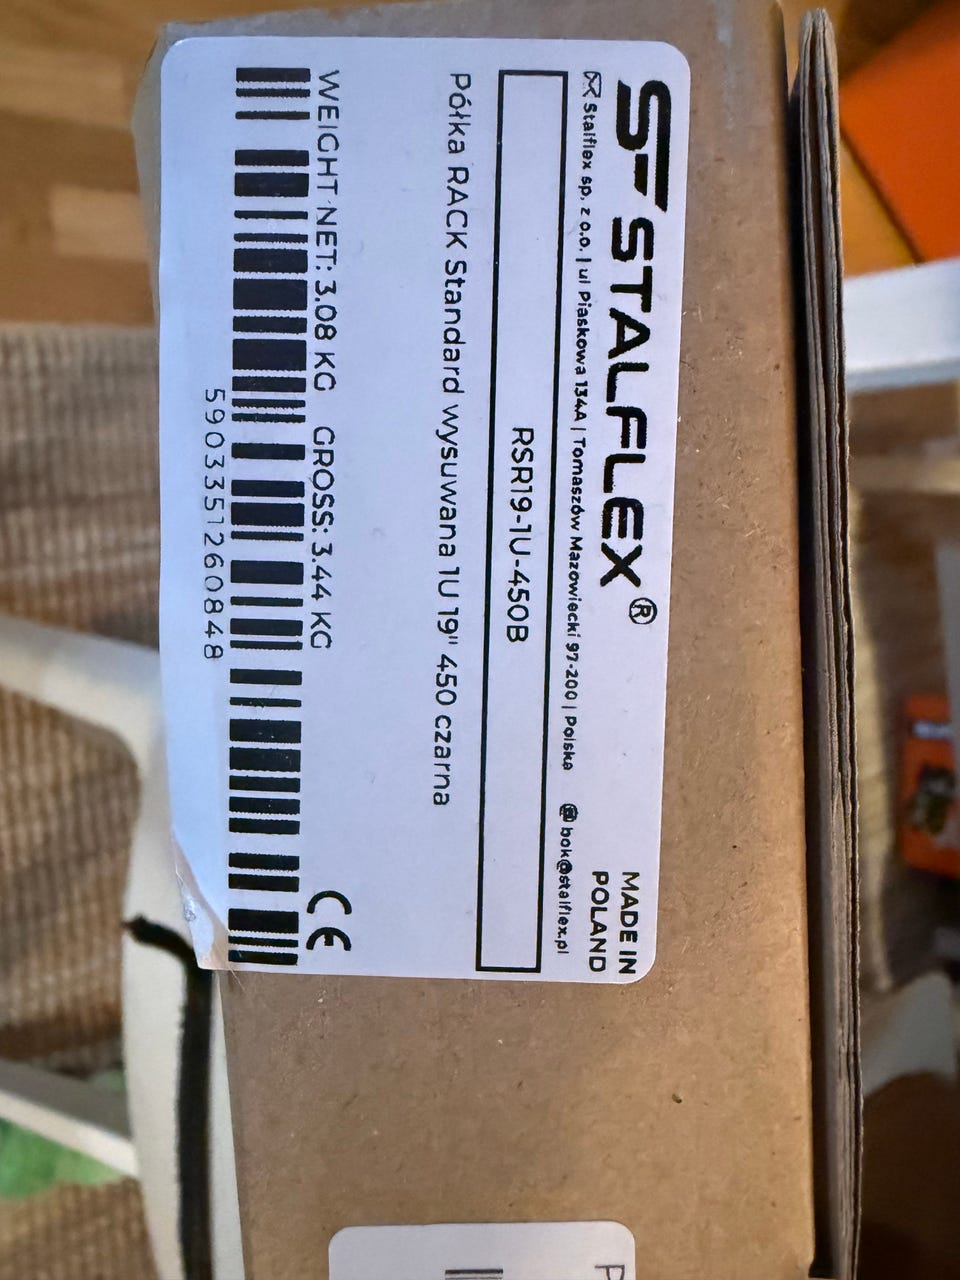 SF STALFLEX®
MADE IN
POLAND
Stalflex sp. z o.o. | ul Piaskowa 134A | Tomaszów Mazowiecki 97-200 | Polska @ bok@stalflex.pl
RSR19-1U-450B
Półka RACK Standard wysuwana 1U 19" 450 czarna
WEIGHT NET: 3.08 KG GROSS: 3.44 KG
CE
5903351260848